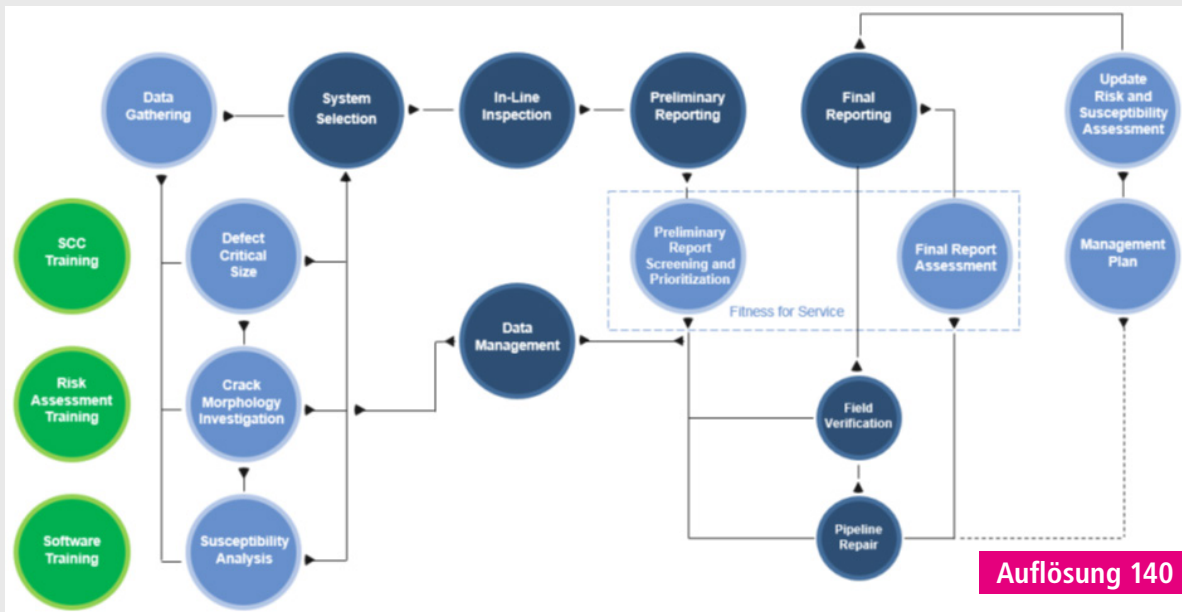 Data
Gathering
System
Selection
In-Line
Inspection
Preliminary
Reporting
Final
Reporting
Update
Risk and
Susceptibility
Assessment
SCC
Training
Defect
Critical
Size
Preliminary
Report
Screening and
Prioritization
Final Report
Assessment
Management
Plan
Fitness for Service
Data
Management
Risk
Assessment
Training
Crack
Morphology
Investigation
Field
Verification
Software
Training
Susceptibility
Analysis
Pipeline
Repair
Auflösung 140